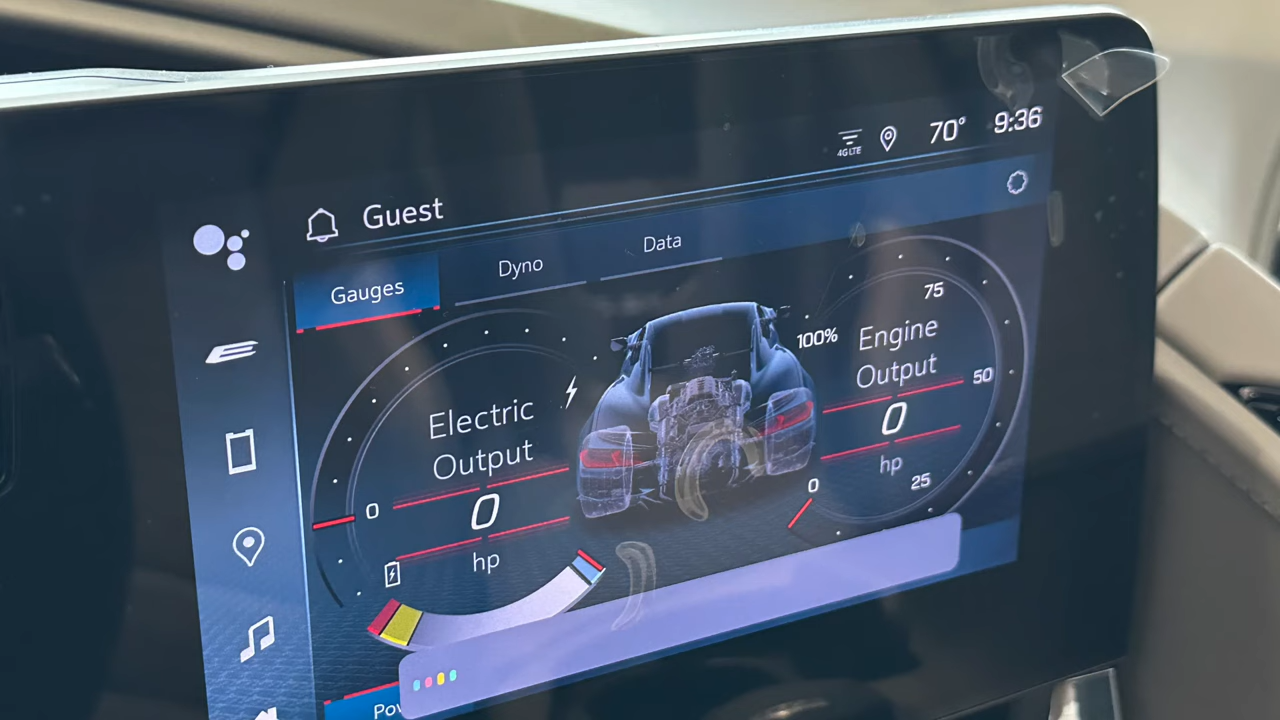 4G LTE
70°
9:36
Guest
Gauges
Dyno
Data
Electric
Output
0
0
hp
100%
75
50
25
0
Engine
Output
0
hp